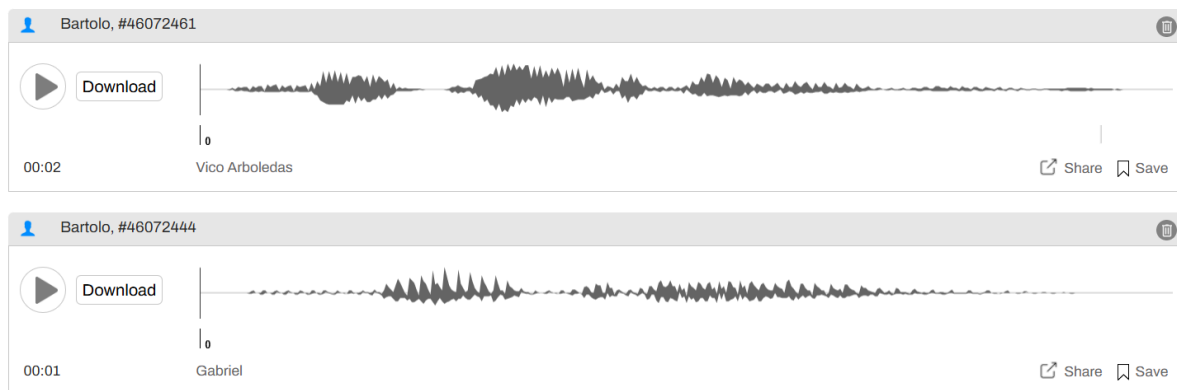 Bartolo, #46072461
Download
0
00:02 Vico Arboledas Share Save
Bartolo, #46072444
Download
0
00:01 Gabriel Share Save